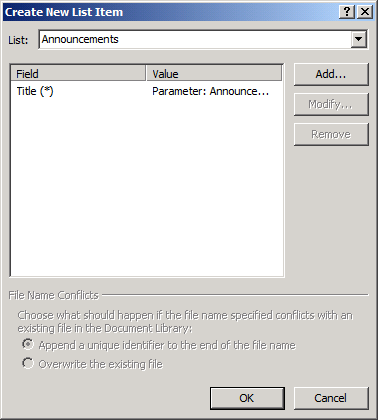 Create New List Item
List: Announcements
Field Value
Title (*) Parameter: Announce...
Add...
Modify...
Remove
File Name Conflicts
Choose what should happen if the file name specified conflicts with an
existing file in the Document Library:
Append a unique identifier to the end of the file name
Overwrite the existing file
OK Cancel